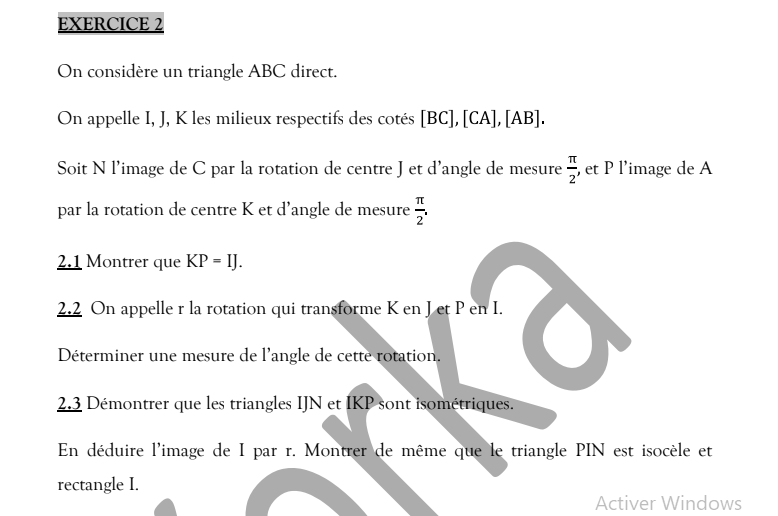 EXERCICE 2
On considère un triangle ABC direct.
On appelle I, J, K les milieux respectifs des cotés [BC], [CA], [AB].
Soit N l’image de C par la rotation de centre J et d’angle de mesure π/2, et P l’image de A
par la rotation de centre K et d’angle de mesure π/2.
2.1 Montrer que KP = IJ.
2.2 On appelle r la rotation qui transforme K en J et P en I.
Déterminer une mesure de l’angle de cette rotation.
2.3 Démontrer que les triangles IJN et IKP sont isométriques.
En déduire l’image de I par r. Montrer de même que le triangle PIN est isocèle et
rectangle I.
Activer Windows